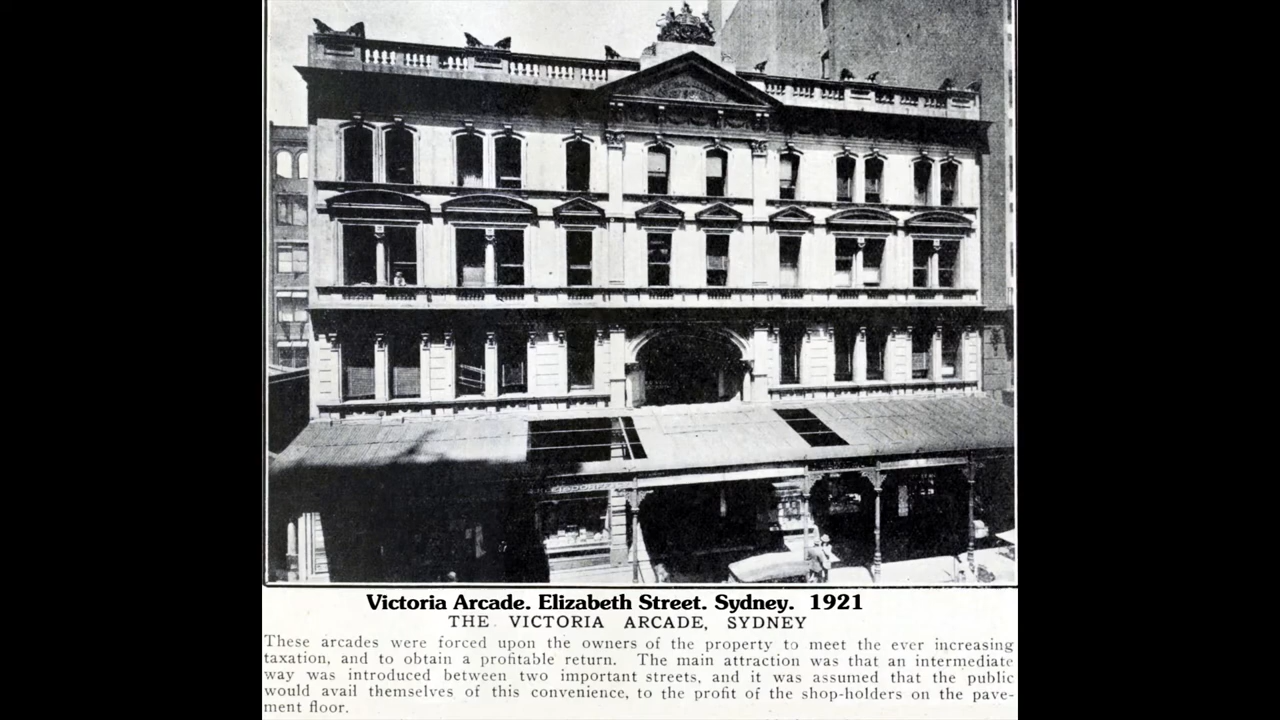 Victoria Arcade. Elizabeth Street. Sydney. 1921
THE VICTORIA ARCADE, SYDNEY
These arcades were forced upon the owners of the property to meet the ever increasing
taxation, and to obtain a profitable return. The main attraction was that an intermediate
way was introduced between two important streets, and it was assumed that the public
would avail themselves of this convenience, to the profit of the shop-holders on the pave-
ment floor.